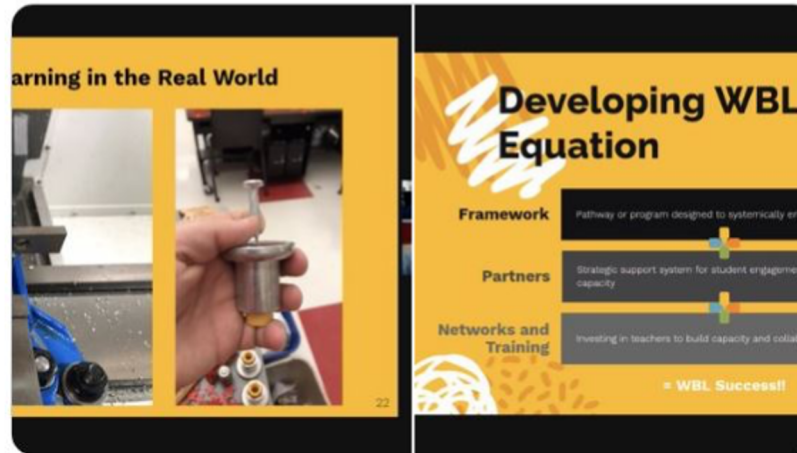 arning in the Real World
22
Developing WBL
Equation
Framework
Pathway or program designed to systemically en
Partners
Strategic support system for student engageme
capacity
Networks and
Training
Investing in teachers to build capacity and colla
= WBL Success!!